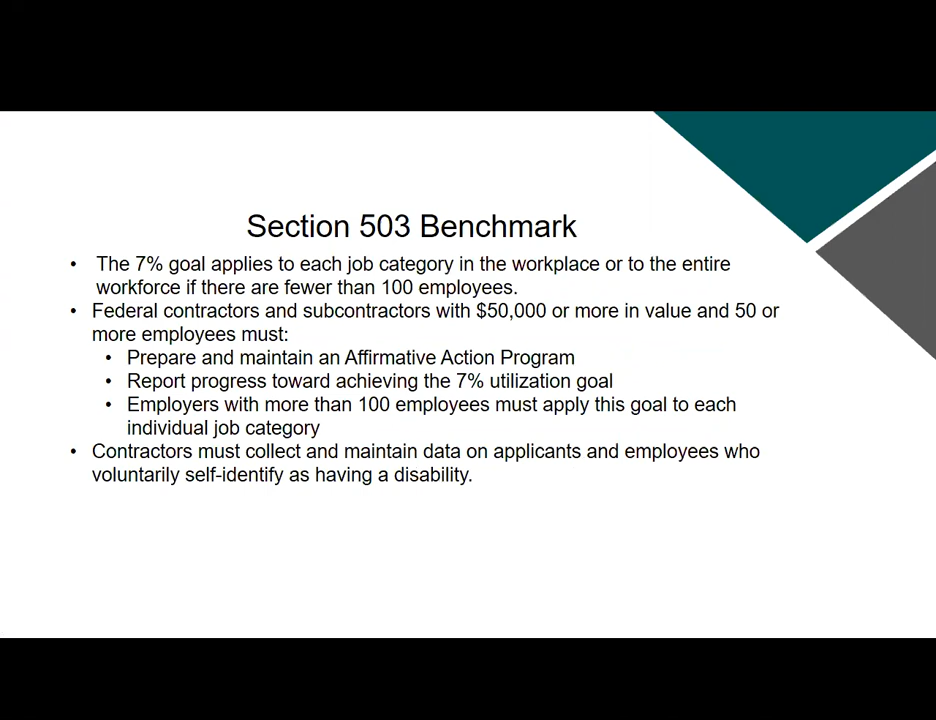 Section 503 Benchmark
• The 7% goal applies to each job category in the workplace or to the entire
workforce if there are fewer than 100 employees.
• Federal contractors and subcontractors with $50,000 or more in value and 50 or
more employees must:
• Prepare and maintain an Affirmative Action Program
• Report progress toward achieving the 7% utilization goal
• Employers with more than 100 employees must apply this goal to each
individual job category
• Contractors must collect and maintain data on applicants and employees who
voluntarily self-identify as having a disability.